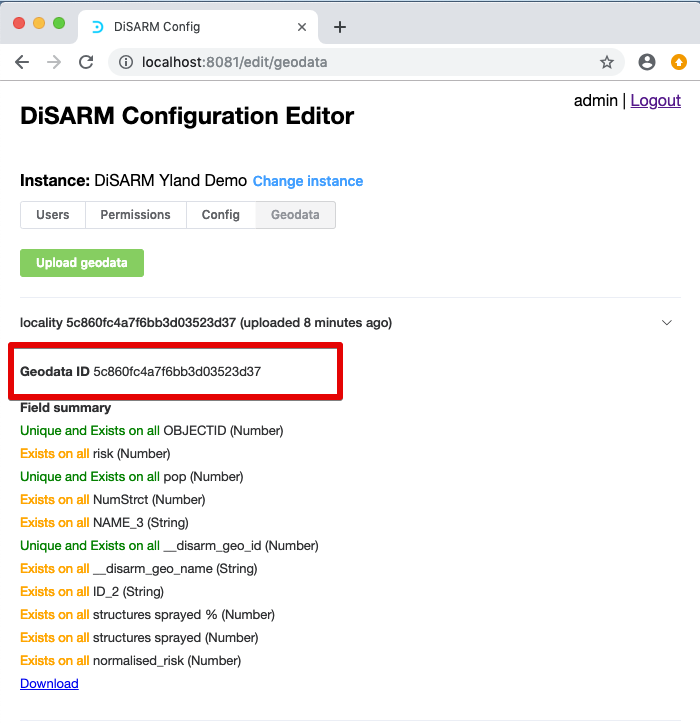 DiSARM Config
localhost:8081/edit/geodata
admin | Logout
DiSARM Configuration Editor
Instance: DiSARM Yland Demo Change instance
Users Permissions Config Geodata
Upload geodata
locality 5c860fc4a7f6bb3d03523d37 (uploaded 8 minutes ago)
Geodata ID 5c860fc4a7f6bb3d03523d37
Field summary
Unique and Exists on all OBJECTID (Number)
Exists on all risk (Number)
Unique and Exists on all pop (Number)
Exists on all NumStrct (Number)
Exists on all NAME_3 (String)
Unique and Exists on all __disarm_geo_id (Number)
Exists on all __disarm_geo_name (String)
Exists on all ID_2 (String)
Exists on all structures sprayed % (Number)
Exists on all structures sprayed (Number)
Exists on all normalised_risk (Number)
Download